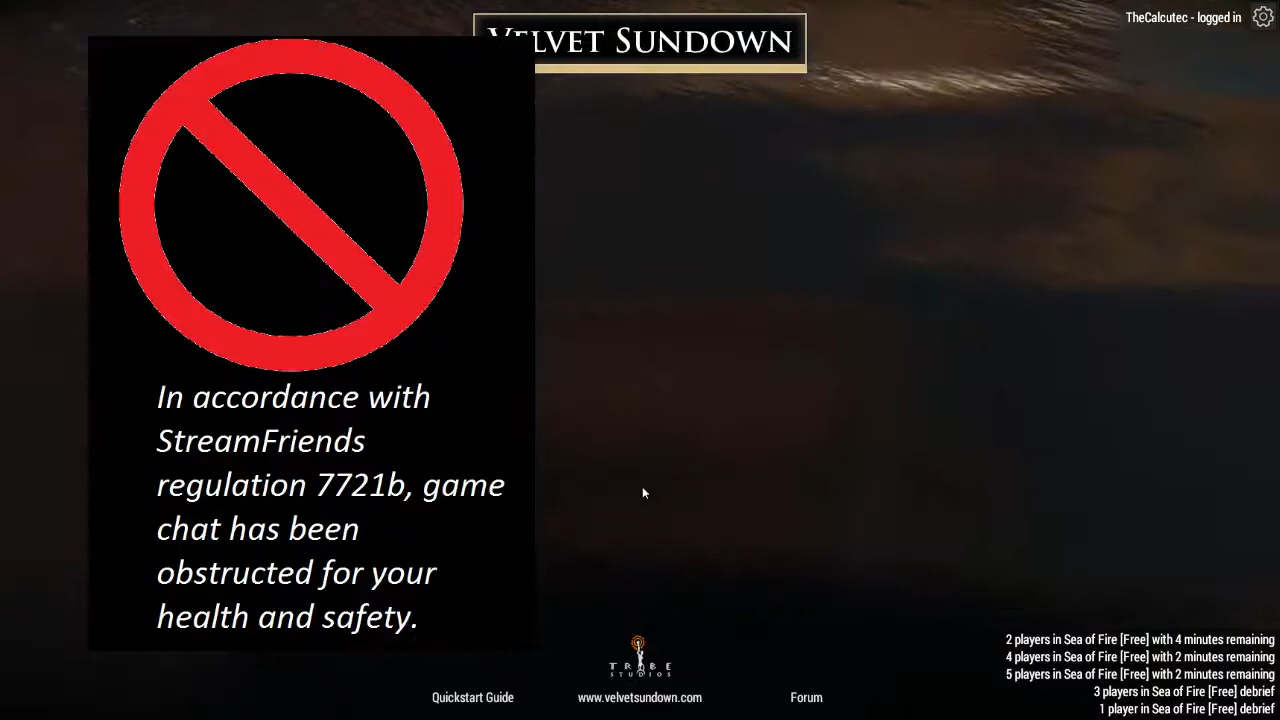 TheCalcutec - logged in
VELVET SUNDOWN
In accordance with
StreamFriends
regulation 7721b, game
chat has been
obstructed for your
health and safety.
2 players in Sea of Fire [Free] with 4 minutes remaining
4 players in Sea of Fire [Free] with 2 minutes remaining
5 players in Sea of Fire [Free] with 2 minutes remaining
3 players in Sea of Fire [Free] debrief
1 player in Sea of Fire [Free] debrief
TRIBE
STUDIOS
Quickstart Guide
www.velvetsundown.com
Forum